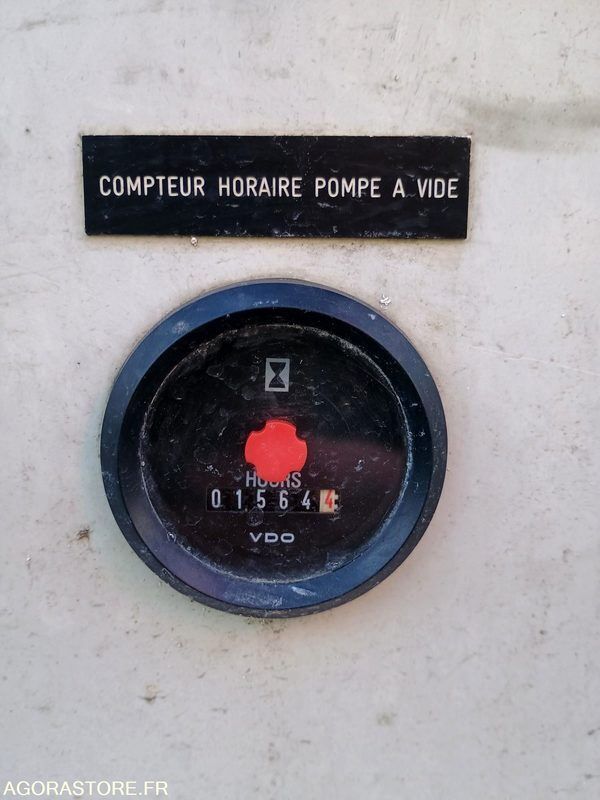 COMPTEUR HORAIRE POMPE A VIDE
HOURS
015644
VDO
AGORASTORE.FR